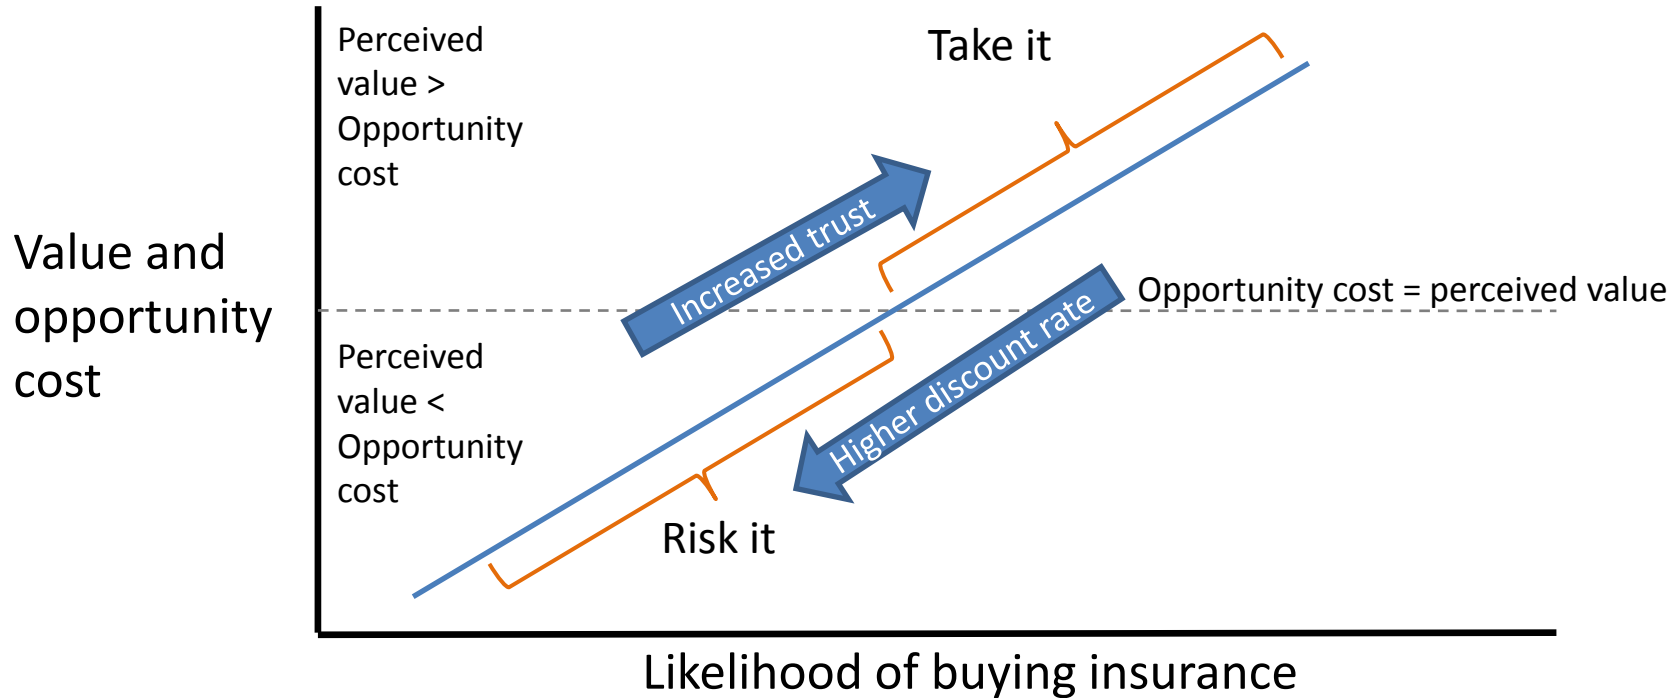 Perceived
value >
Opportunity
cost
Take it
Increased trust
Value and
opportunity
cost
Opportunity cost = perceived value
Higher discount rate
Perceived
value <
Opportunity
cost
Risk it
Likelihood of buying insurance